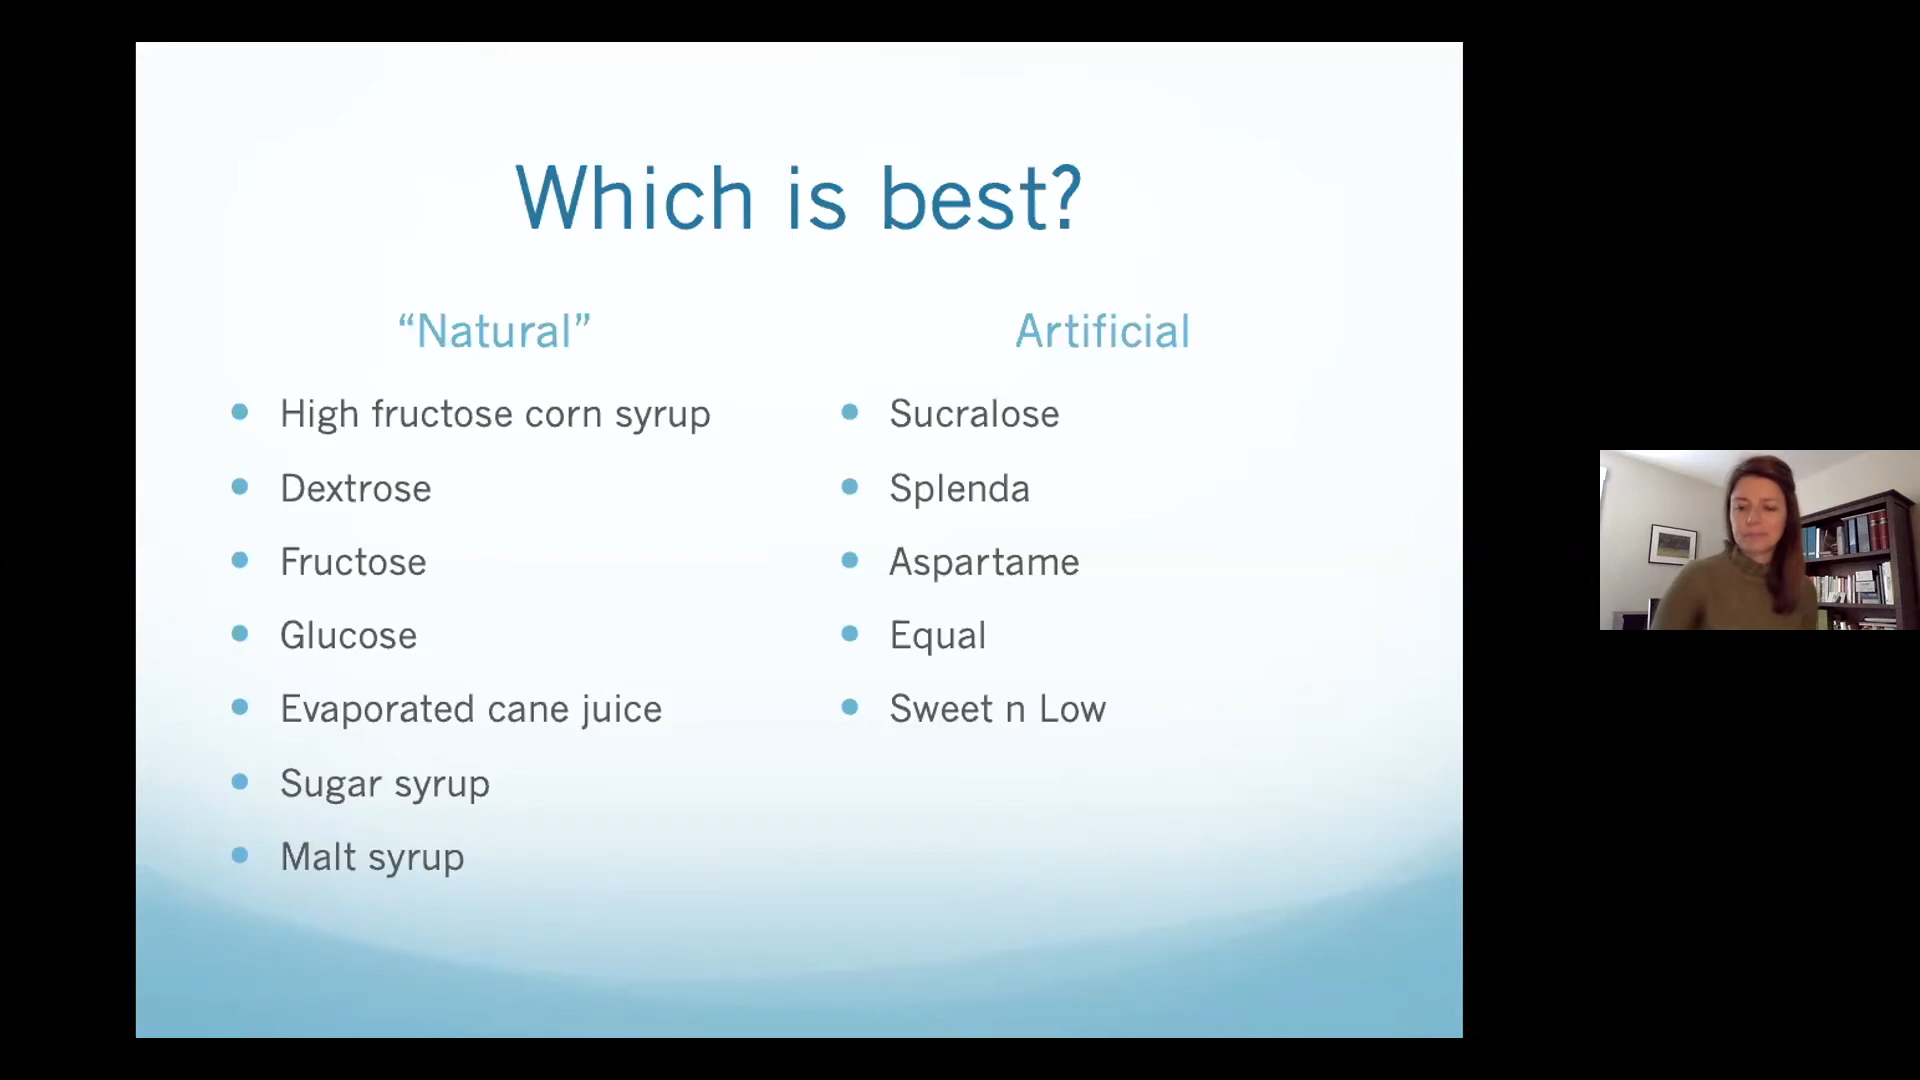 Which is best?
“Natural”
High fructose corn syrup
Dextrose
Fructose
Glucose
Evaporated cane juice
Sugar syrup
Malt syrup
Artificial
Sucralose
Splenda
Aspartame
Equal
Sweet n Low